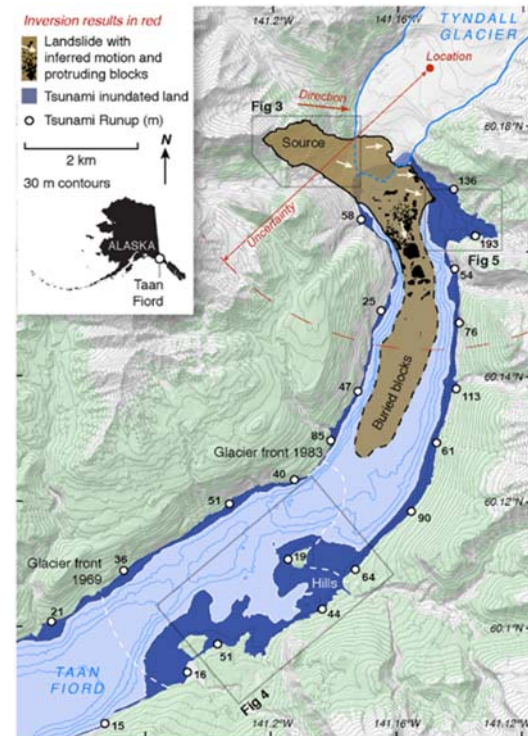 141.2°W
141.16°W
TYNDALL
GLACIER
Inversion results in red
Landslide with
inferred motion and
protruding blocks
Tsunami inundated land
Tsunami Runup (m)
2 km
N
30 m contours
ALASKA
Taan
Fiord
Location
Fig 3
Direction
60.18°N
Source
136
Uncertainty
58
193
Fig 5
54
25
76
60.14°N
47
113
Buried blocks
85
61
Glacier front 1983
40
60.12°N
51
90
Glacier front
1969
36
19
64
Hills
21
44
60.1°N
51
TAAN
FIORD
16
Fig 4
15
141.2°W
141.16°W
141.12°W